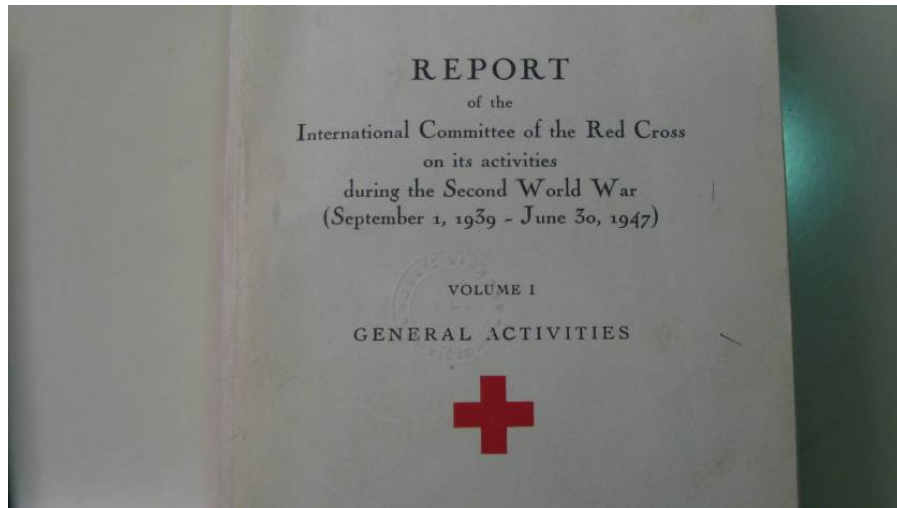 REPORT
of the
International Committee of the Red Cross
on its activities
during the Second World War
(September 1, 1939 - June 30, 1947)
VOLUME I
GENERAL ACTIVITIES